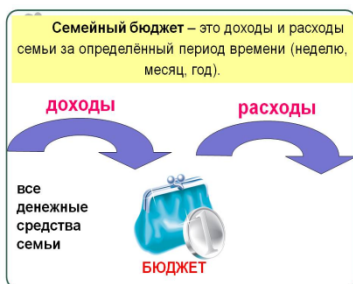 Семейный бюджет – это доходы и расходы
семьи за определённый период времени (неделю,
месяц, год).
доходы
расходы
все
денежные
средства
семьи
1
БЮДЖЕТ